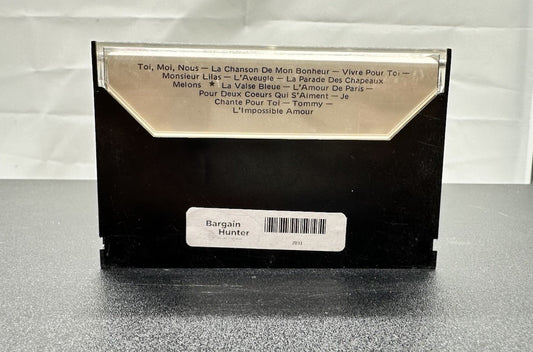 Toi, Moi, Nous — La Chanson De Mon Bonheur — Vivre Pour Toi —
Monsieur Lilas — L'Aveugle — La Parade Des Chapeaux
Melons * La Valse Bleue — L'Amour De Paris —
Pour Deux Coeurs Qui S'Aiment — Je
Chante Pour Toi — Tommy —
L'Impossible Amour
Bargain
Hunter
7011